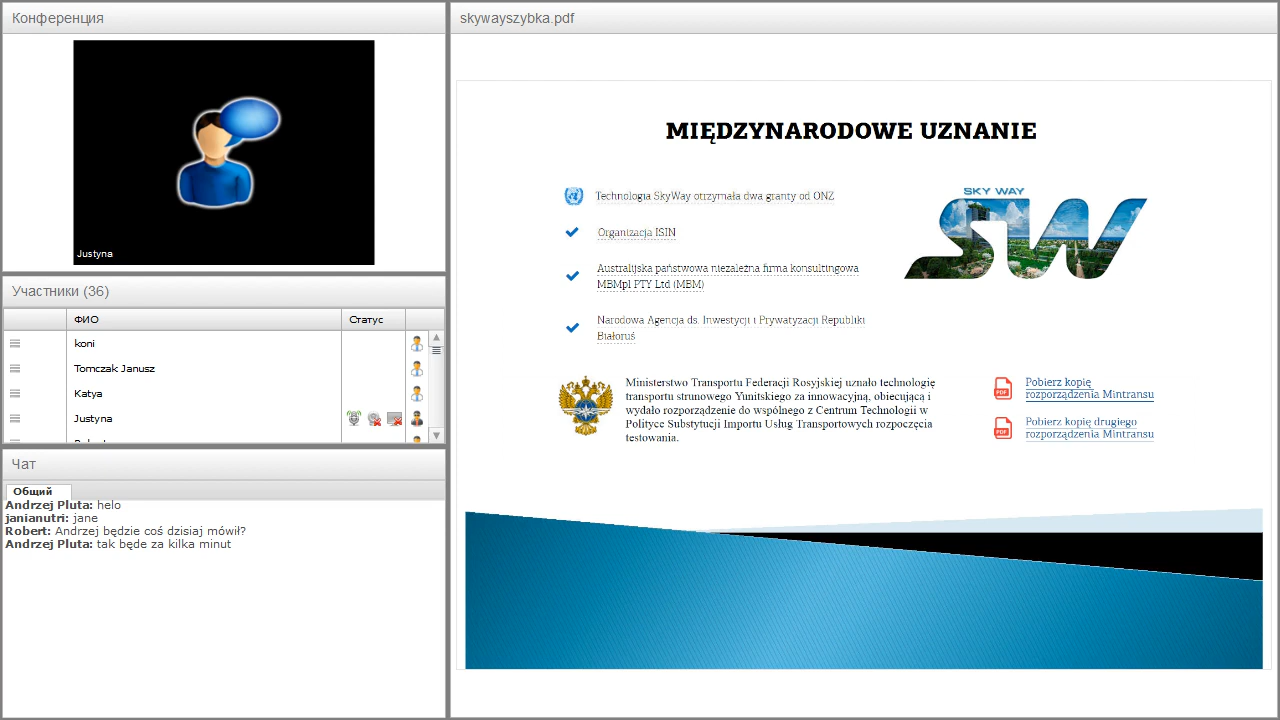 Конференция
Justyna
Участники (36)
ФИО
Статус
koni
Tomczak Janusz
Katya
Justyna
Чат
Общий
Andrzej Pluta: helo
janianutri: jane
Robert: Andrzej będzie coś dzisiaj mówił?
Andrzej Pluta: tak będe za kilka minut
skywayszybka.pdf
MIĘDZYNARODOWE UZNANIE
Technologia SkyWay otrzymała dwa granty od ONZ
Organizacja ISIN
Australijska państwowa niezależna firma konsultingowa
MBMpl PTY Ltd (MBM)
Narodowa Agencja ds. Inwestycji i Prywatyzacji Republiki
Białoruś
SKY WAY
SW
Ministerstwo Transportu Federacji Rosyjskiej uznało technologię
transportu strunowego Yunitskiego za innowacyjną, obiecującą i
wydało rozporządzenie do wspólnego z Centrum Technologii w
Polityce Substytucji Importu Usług Transportowych rozpoczęcia
testowania.
PDF
Pobierz kopię
rozporządzenia Mintransu
PDF
Pobierz kopię drugiego
rozporządzenia Mintransu